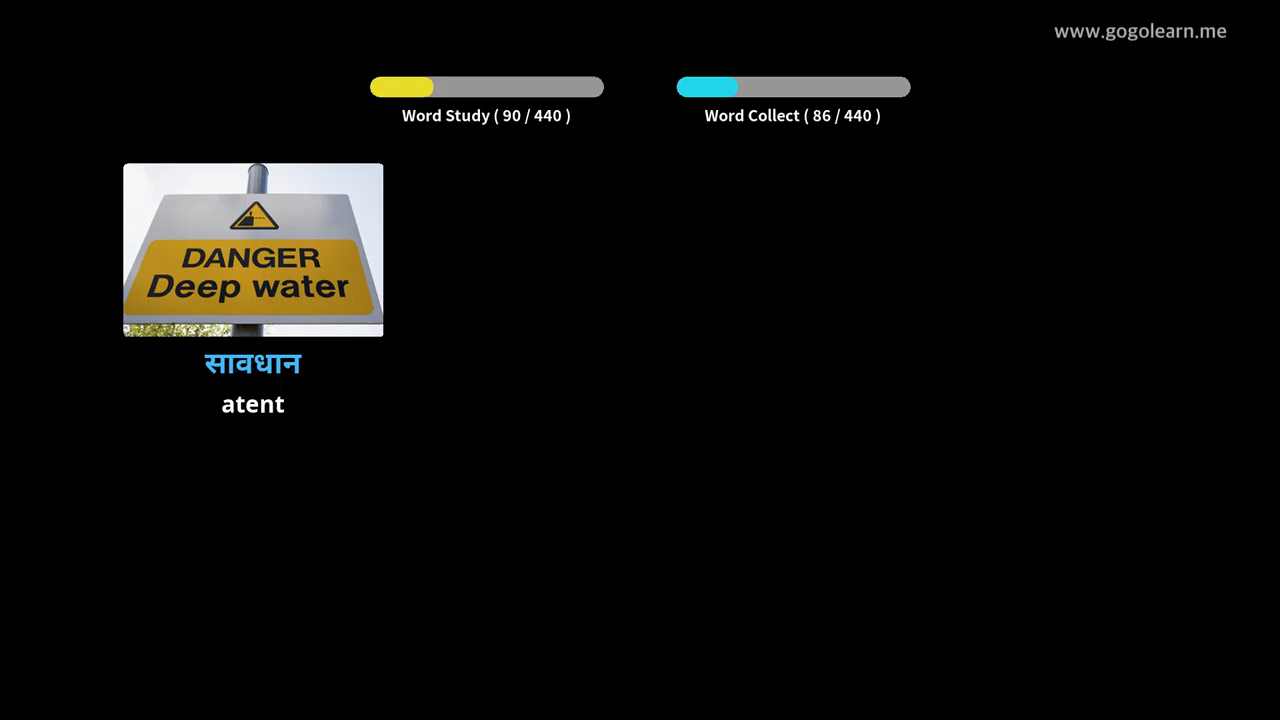 www.gogolearn.me
Word Study ( 90 / 440 )
Word Collect ( 86 / 440 )
DANGER
Deep water
सावधान
atent